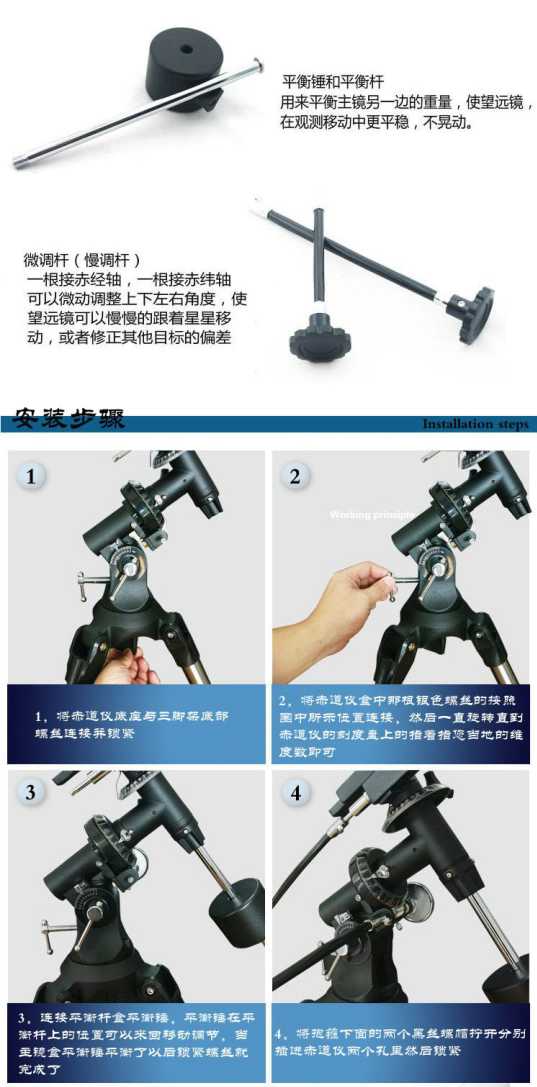 平衡锤和平衡杆
用来平衡主镜另一边的重量，使望远镜，
在观测移动中更平稳，不晃动。
微调杆（慢调杆）
一根接赤经轴，一根接赤纬轴
可以微动调整上下左右角度，使
望远镜可以慢慢的跟着星星移
动，或者修正其他目标的偏差
安装步骤
Installation steps
1
2
Working principle
1、将赤道仪底座与三脚架底部
螺丝连接并锁紧
2、将赤道仪盒中那根银色螺丝的按照
图中所示位置连接，然后一直旋转直到
赤道仪的刻度盘上的指着指您当地的维
度数即可
3
4
3、连接平衡杆盒平衡锤，平衡锤在平
衡杆上的位置可以来回移动调节，当
主镜盒平衡锤平衡了以后锁紧螺丝就
完成了
4、将抱箍下面的两个黑丝螺帽拧开分别
插进赤道仪两个孔里然后锁紧